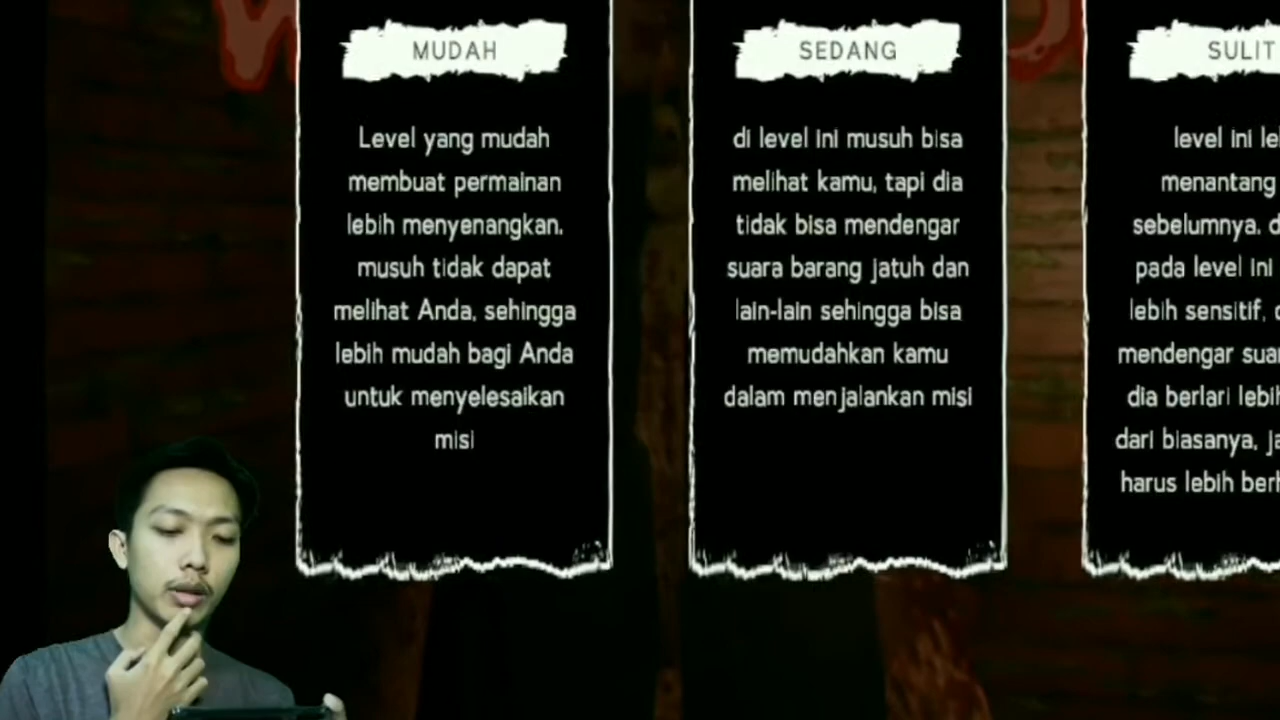 MUDAH
Level yang mudah
membuat permainan
lebih menyenangkan.
musuh tidak dapat
melihat Anda, sehingga
lebih mudah bagi Anda
untuk menyelesaikan
misi
SEDANG
di level ini musuh bisa
melihat kamu, tapi dia
tidak bisa mendengar
suara barang jatuh dan
lain-lain sehingga bisa
memudahkan kamu
dalam menjalankan misi
SULIT
level ini
menantang
sebelumnya.
pada level ini
lebih sensitif,
mendengar
dia berlari
dari biasanya,
harus lebih